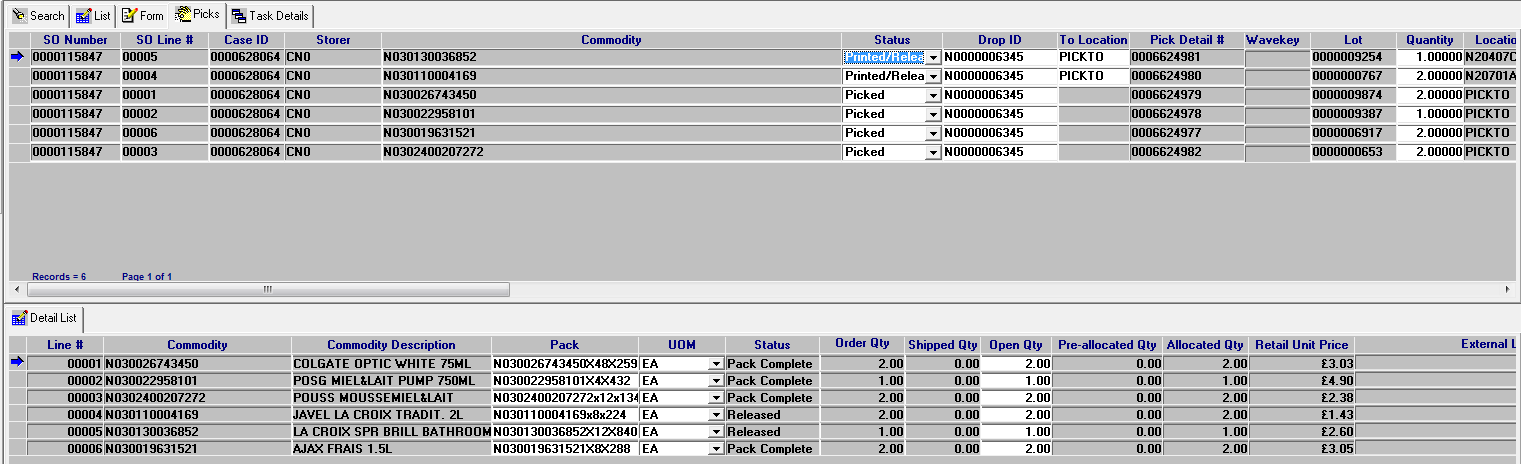 Search List Form Picks Task Details
SO Number SO Line # Case ID Storer Commodity Status Drop ID To Location Pick Detail # Wavekey Lot Quantity Locatio
0000115847 00005 0000628064 CN0 N030130036852 Printed/Relea N0000006345 PICKTO 0006624981 0000009254 1.00000 N20407C
0000115847 00004 0000628064 CN0 N030110004169 Printed/Relea N0000006345 PICKTO 0006624980 0000000767 2.00000 N20701A
0000115847 00001 0000628064 CN0 N030026743450 Picked N0000006345 0006624979 0000009874 2.00000 PICKTO
0000115847 00002 0000628064 CN0 N030022958101 Picked N0000006345 0006624978 0000009387 1.00000 PICKTO
0000115847 00006 0000628064 CN0 N030019631521 Picked N0000006345 0006624977 0000006917 2.00000 PICKTO
0000115847 00003 0000628064 CN0 N0302400207272 Picked N0000006345 0006624982 0000000653 2.00000 PICKTO
Records = 6 Page 1 of 1
Detail List
Line # Commodity Commodity Description Pack UOM Status Order Qty Shipped Qty Open Qty Pre-allocated Qty Allocated Qty Retail Unit Price External L
00001 N030026743450 COLGATE OPTIC WHITE 75ML N030026743450X48X259 EA Pack Complete 2.00 0.00 2.00 0.00 2.00 £3.03
00002 N030022958101 POSG MIEL&LAIT PUMP 750ML N030022958101X4X432 EA Pack Complete 1.00 0.00 1.00 0.00 1.00 £4.90
00003 N0302400207272 POUSS MOUSSEMIEL&LAIT N0302400207272x12x134 EA Pack Complete 2.00 0.00 2.00 0.00 2.00 £2.38
00004 N030110004169 JAVEL LA CROIX TRADIT. 2L N030110004169x8x224 EA Released 2.00 0.00 2.00 0.00 2.00 £1.43
00005 N030130036852 LA CROIX SPR BRILL BATHROOM N030130036852X12X840 EA Released 1.00 0.00 1.00 0.00 1.00 £2.60
00006 N030019631521 AJAX FRAIS 1.5L N030019631521X8X288 EA Pack Complete 2.00 0.00 2.00 0.00 2.00 £3.05